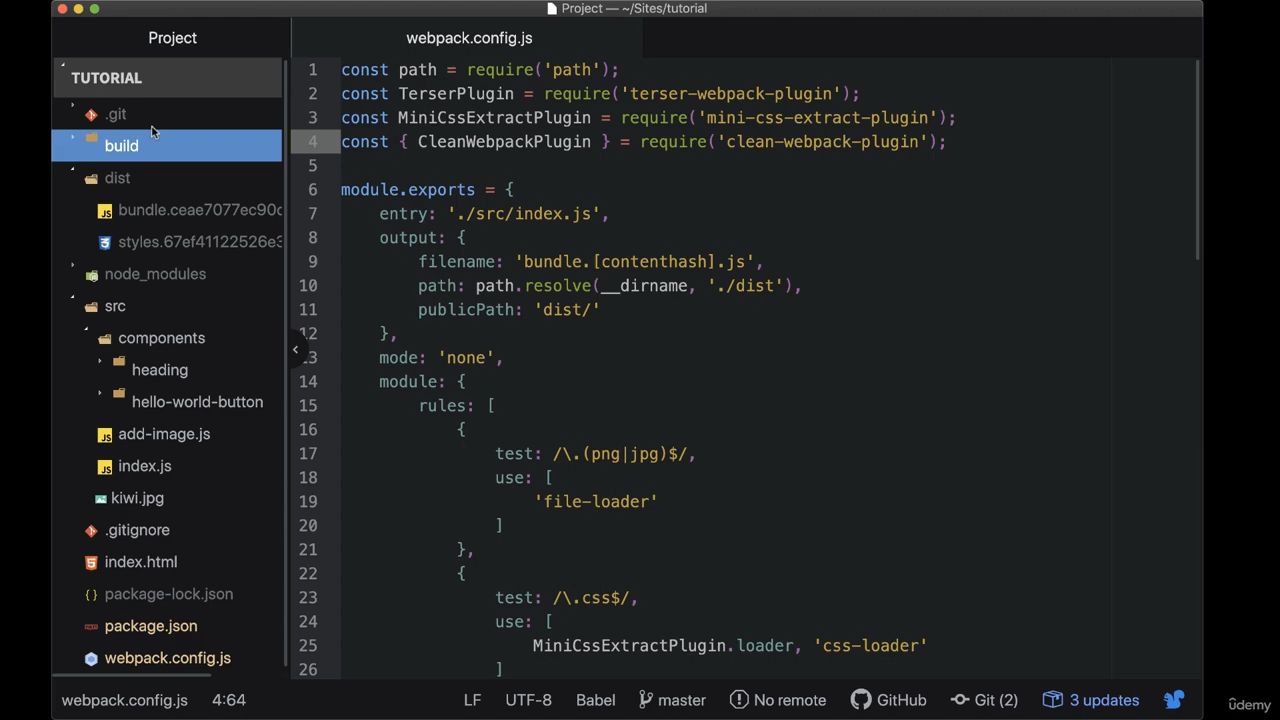 Project — ~/Sites/tutorial
Project
webpack.config.js
TUTORIAL
.git
build
dist
bundle.ceae7077ec90c
styles.67ef41122526e3
node_modules
src
components
heading
hello-world-button
add-image.js
index.js
kiwi.jpg
.gitignore
index.html
package-lock.json
package.json
webpack.config.js
1 const path = require('path');
2 const TerserPlugin = require('terser-webpack-plugin');
3 const MiniCssExtractPlugin = require('mini-css-extract-plugin');
4 const { CleanWebpackPlugin } = require('clean-webpack-plugin');
5
6 module.exports = {
7 entry: './src/index.js',
8 output: {
9 filename: 'bundle.[contenthash].js',
10 path: path.resolve(__dirname, './dist'),
11 publicPath: 'dist/'
12 },
13 mode: 'none',
14 module: {
15 rules: [
16 {
17 test: /\.(png|jpg)$/,
18 use: [
19 'file-loader'
20 ]
21 },
22 {
23 test: /\.css$/,
24 use: [
25 MiniCssExtractPlugin.loader, 'css-loader'
26 ]
webpack.config.js 4:64 LF UTF-8 Babel master No remote GitHub Git (2) 3 updates
ûdemy